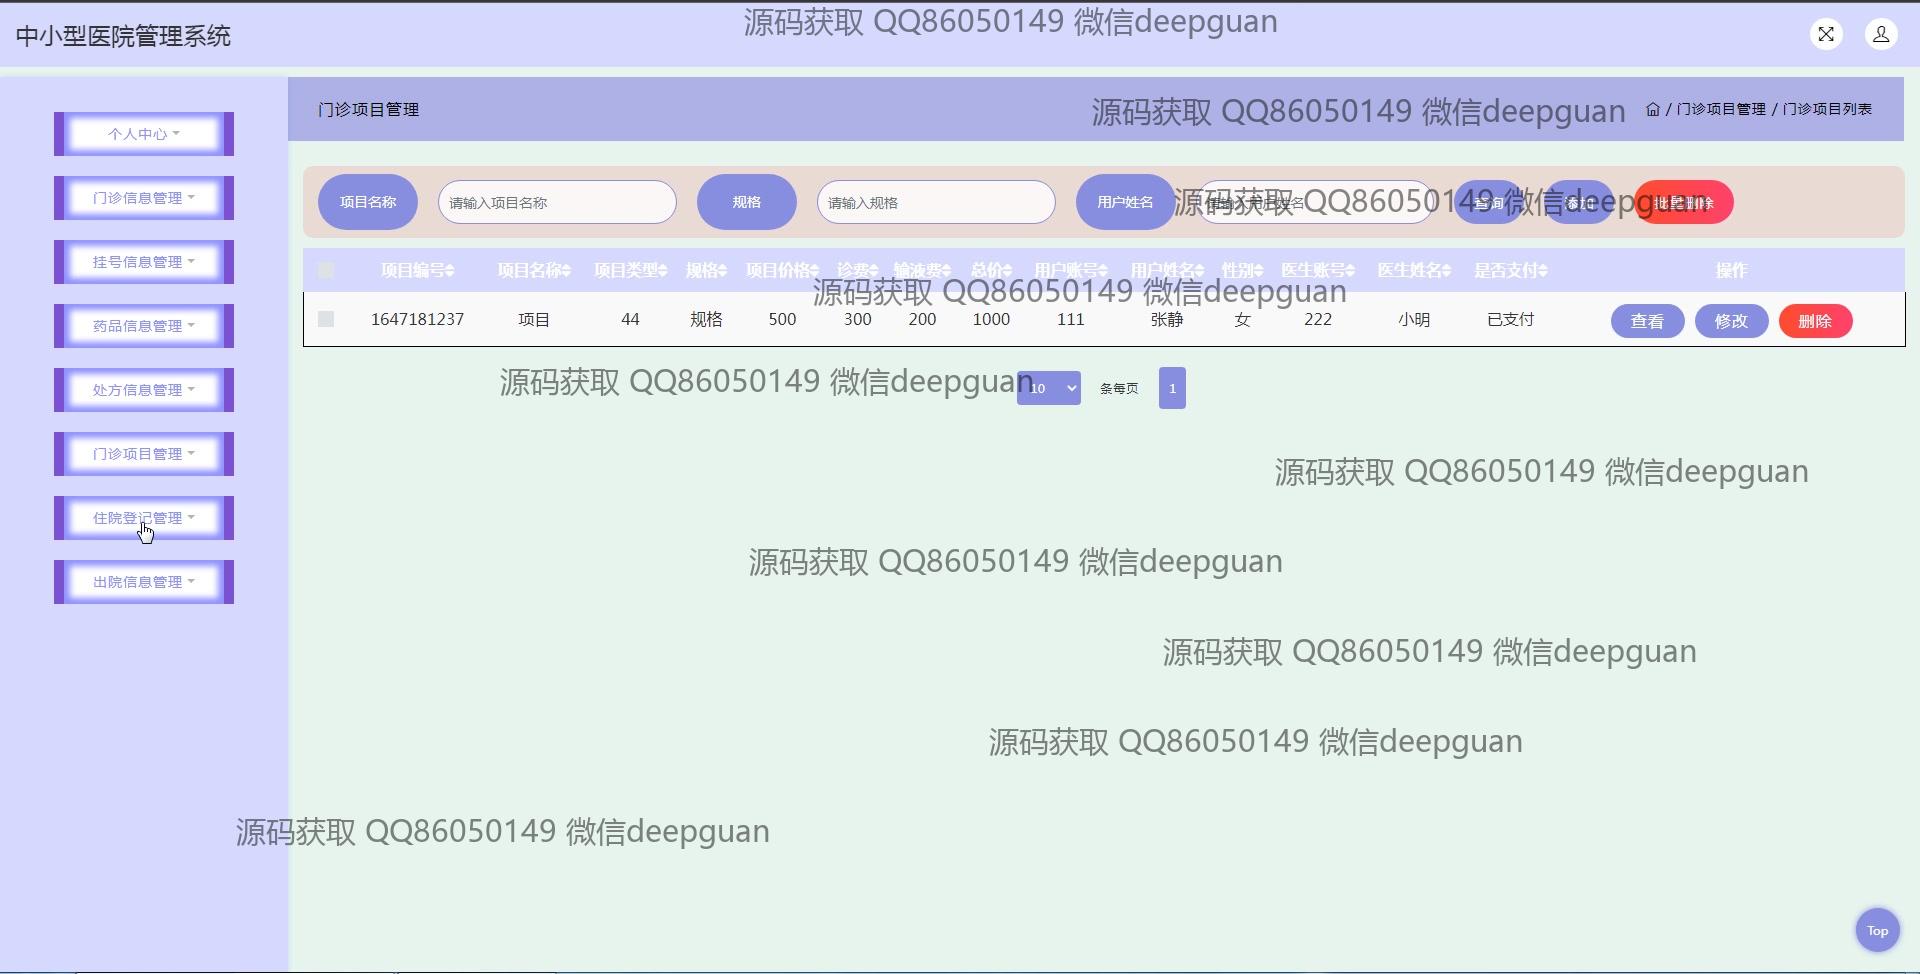 中小型医院管理系统
源码获取 QQ86050149 微信deepguan
门诊项目管理
源码获取 QQ86050149 微信deepguan
/ 门诊项目管理 / 门诊项目列表
个人中心
门诊信息管理
挂号信息管理
药品信息管理
处方信息管理
门诊项目管理
住院登记管理
出院信息管理
项目名称 请输入项目名称 规格 请输入规格 用户姓名 请输入用户姓名 查询 添加 批量删除
源码获取 QQ86050149 微信deepguan
项目编号 项目名称 项目类型 规格 项目价格 诊费 输液费 总价 用户账号 用户姓名 性别 医生账号 医生姓名 是否支付 操作
源码获取 QQ86050149 微信deepguan
1647181237 项目 44 规格 500 300 200 1000 111 张静 女 222 小明 已支付 查看 修改 删除
源码获取 QQ86050149 微信deepguan
10 条每页 1
源码获取 QQ86050149 微信deepguan
源码获取 QQ86050149 微信deepguan
源码获取 QQ86050149 微信deepguan
源码获取 QQ86050149 微信deepguan
源码获取 QQ86050149 微信deepguan
Top